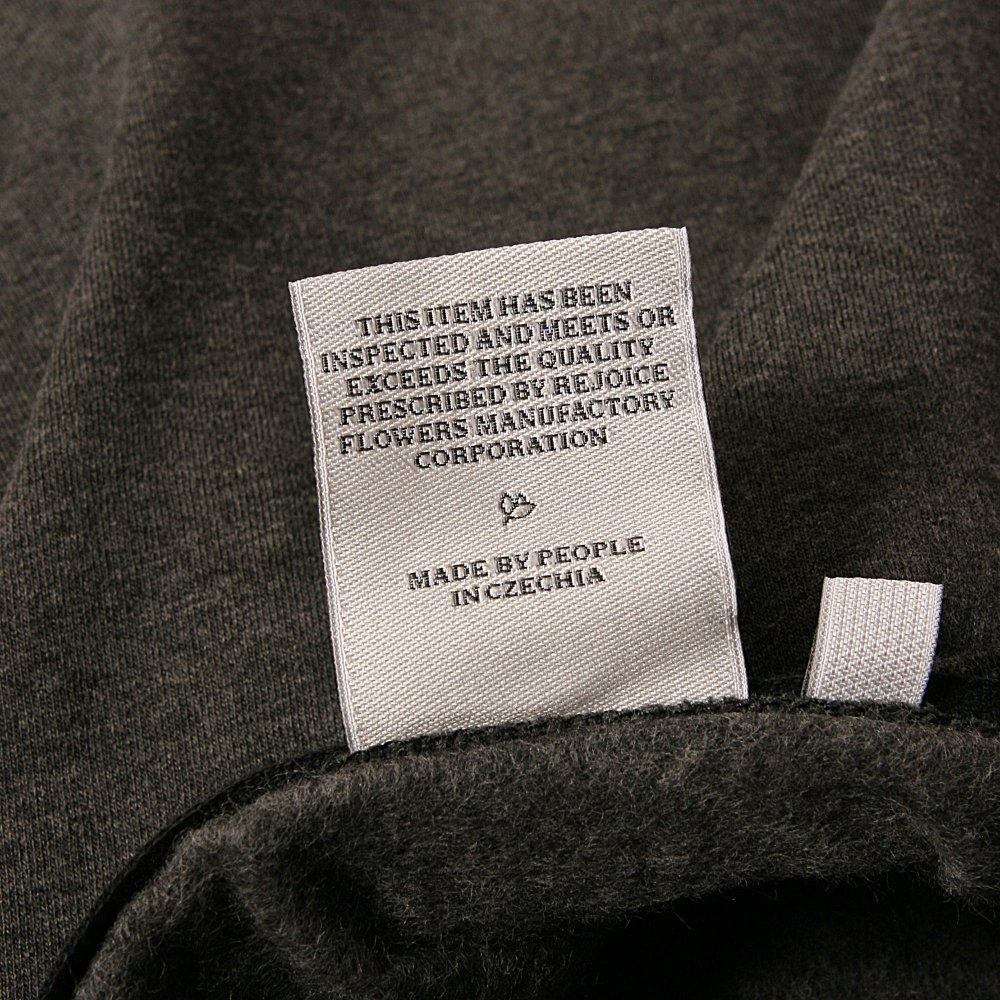 THIS ITEM HAS BEEN
INSPECTED AND MEETS OR
EXCEEDS THE QUALITY
PRESCRIBED BY REJOICE
FLOWERS MANUFACTORY
CORPORATION
MADE BY PEOPLE
IN CZECHIA